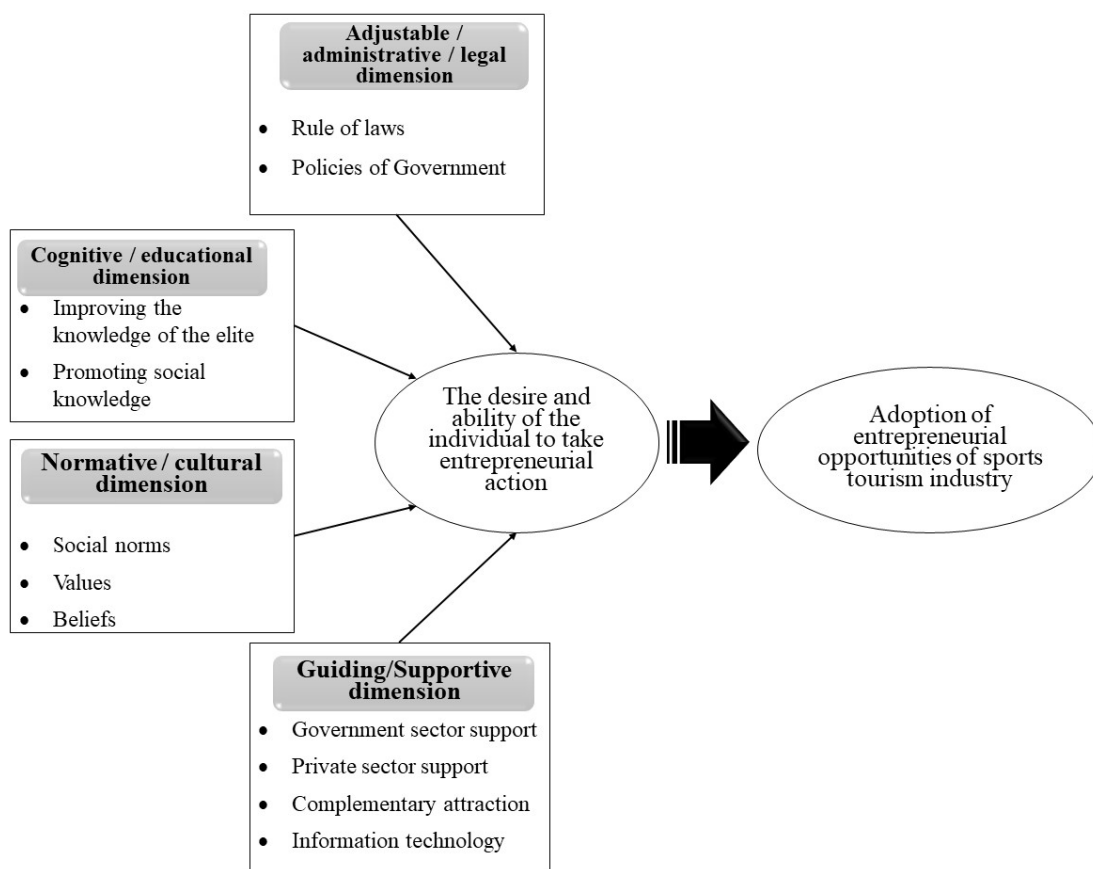 Adjustable /
administrative / legal
dimension
● Rule of laws
● Policies of Government
Cognitive / educational
dimension
● Improving the
knowledge of the elite
● Promoting social
knowledge
Normative / cultural
dimension
● Social norms
● Values
● Beliefs
Guiding/Supportive
dimension
● Government sector support
● Private sector support
● Complementary attraction
● Information technology
The desire and
ability of the
individual to take
entrepreneurial
action
Adoption of
entrepreneurial
opportunities of sports
tourism industry